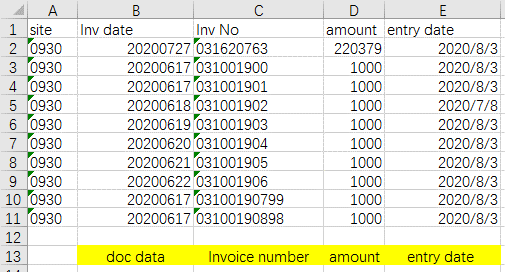 A B C D E
1 site Inv date Inv No amount entry date
2 0930 20200727 031620763 220379 2020/8/3
3 0930 20200617 031001900 1000 2020/8/3
4 0930 20200617 031001901 1000 2020/8/3
5 0930 20200618 031001902 1000 2020/7/8
6 0930 20200619 031001903 1000 2020/8/3
7 0930 20200620 031001904 1000 2020/8/3
8 0930 20200621 031001905 1000 2020/8/3
9 0930 20200622 031001906 1000 2020/8/3
10 0930 20200617 03100190799 1000 2020/8/3
11 0930 20200617 03100190898 1000 2020/8/3
12
13 doc data Invoice number amount entry date